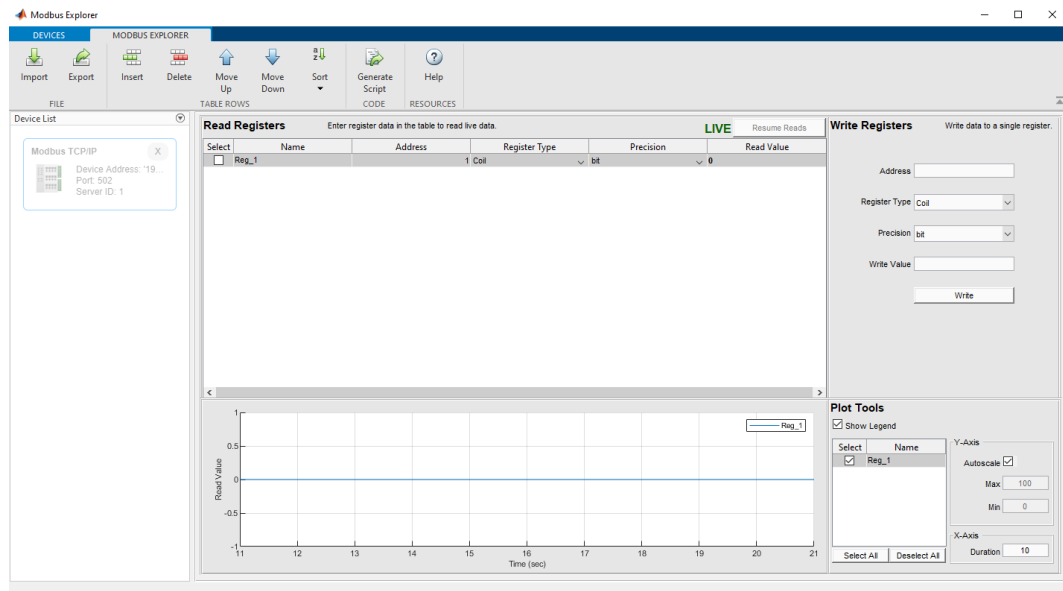 Modbus Explorer
DEVICES MODBUS EXPLORER
Import Export Insert Delete Move Up Move Down Sort Generate Script Help
FILE TABLE ROWS CODE RESOURCES
Device List
Modbus TCP/IP X
Device Address: '19...
Port: 502
Server ID: 1
Read Registers Enter register data in the table to read live data. LIVE Resume Reads
Select Name Address Register Type Precision Read Value
Reg_1 1 Coil bit 0
Write Registers Write data to a single register.
Address
Register Type Coil
Precision bit
Write Value
Write
1
0.5
0
-0.5
-1
Read Value
Reg_1
11 12 13 14 15 16 17 18 19 20 21
Time (sec)
Plot Tools
Show Legend
Select Name
Reg_1
Select All Deselect All
Y-Axis
Autoscale
Max 100
Min 0
X-Axis
Duration 10